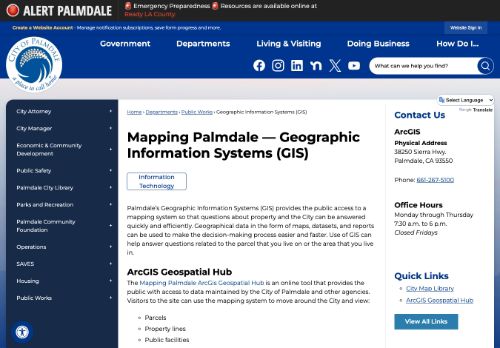 ALERT PALMDALE
Emergency Preparedness Resources are available online at
Ready LA County.
Create a Website Account - Manage notification subscriptions, save form progress and more.
Website Sign In
CITY OF PALMDALE
a place to call home
Government
Departments
Living & Visiting
Doing Business
How Do I...
What can we help you find?
Select Language
Google Translate
City Attorney
City Manager
Economic & Community
Development
Public Safety
Palmdale City Library
Parks and Recreation
Palmdale Community
Foundation
Operations
SAVES
Housing
Public Works
Home › Departments › Public Works › Geographic Information Systems (GIS)
Mapping Palmdale — Geographic
Information Systems (GIS)
Information
Technology
Palmdale's Geographic Information Systems (GIS) provides the public access to a
mapping system so that questions about property and the City can be answered
quickly and efficiently. Geographical data in the form of maps, datasets, and reports
can be used to make the decision-making process easier and faster. Use of GIS can
help answer questions related to the parcel that you live on or the area that you live
in.
ArcGIS Geospatial Hub
The Mapping Palmdale ArcGis Geospatial Hub is an online tool that provides the
public with access to data maintained by the City of Palmdale and other agencies.
Visitors to the site can use the mapping system to move around the City and view:
Parcels
Property lines
Public facilities
Contact Us
ArcGIS
Physical Address
38250 Sierra Hwy.
Palmdale, CA 93550
Phone: 661-267-5100
Office Hours
Monday through Thursday
7:30 a.m. to 6 p.m.
Closed Fridays
Quick Links
City Map Library
ArcGIS Geospatial Hub
View All Links